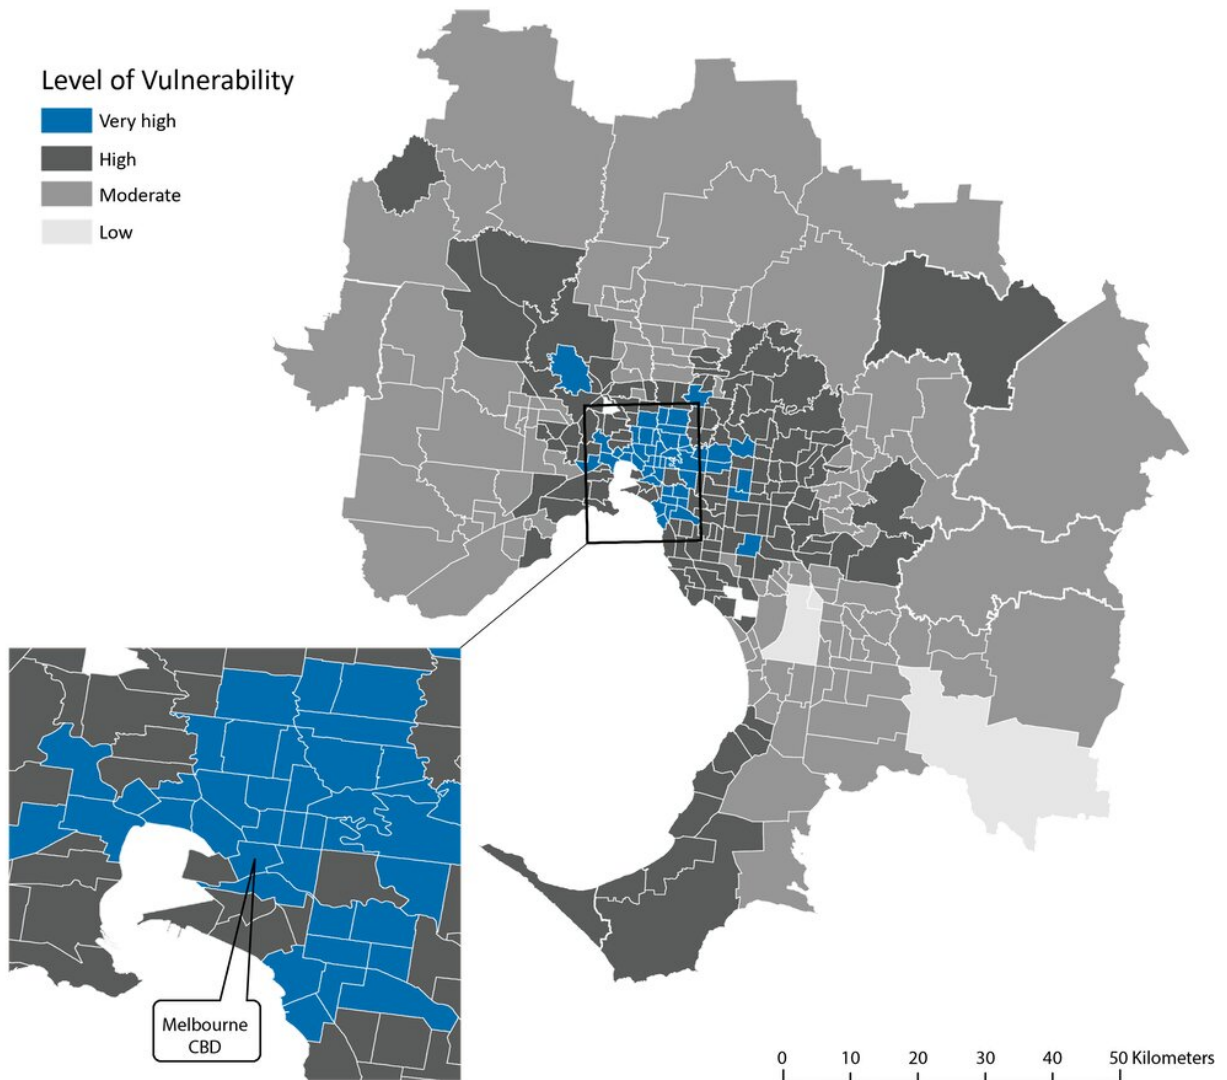 Level of Vulnerability
Very high
High
Moderate
Low
Melbourne
CBD
0 10 20 30 40 50 Kilometers